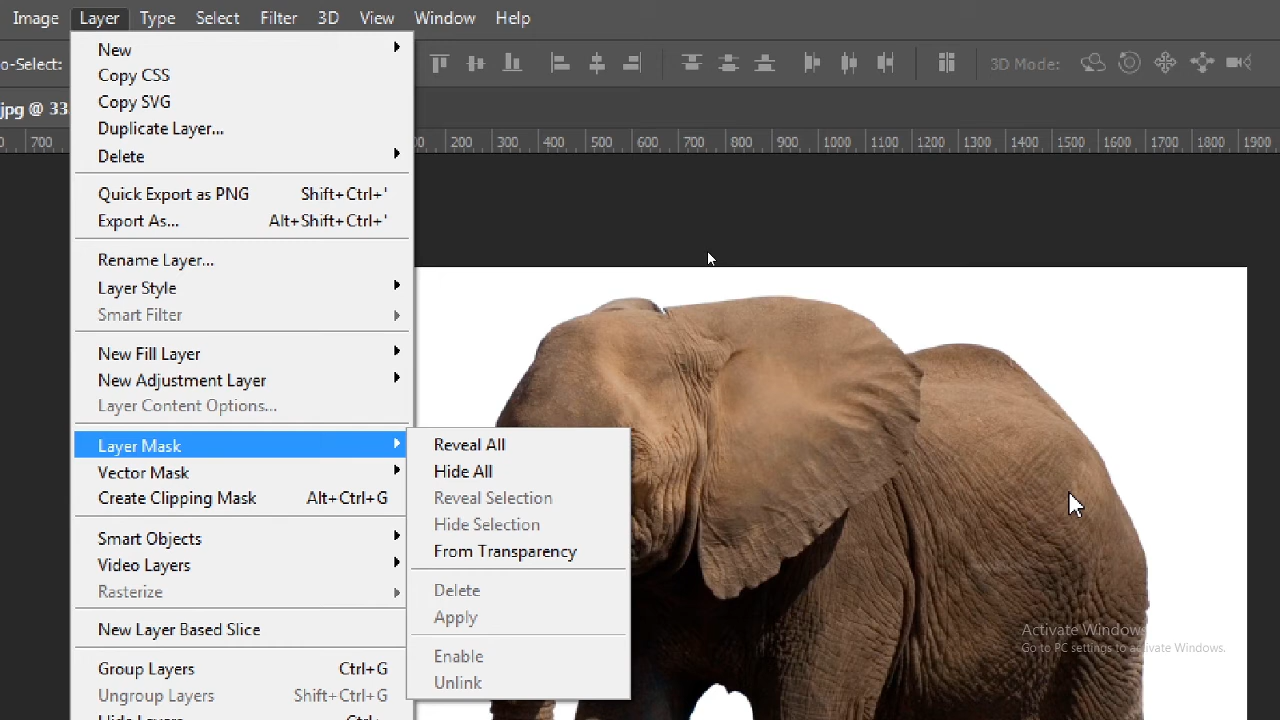 Image Layer Type Select Filter 3D View Window Help
o-Select: 3D Mode:
jpg @ 33
700 200 300 400 500 600 700 800 900 1000 1100 1200 1300 1400 1500 1600 1700 1800 1900
New
Copy CSS
Copy SVG
Duplicate Layer...
Delete
Quick Export as PNG Shift+Ctrl+'
Export As... Alt+Shift+Ctrl+'
Rename Layer...
Layer Style
Smart Filter
New Fill Layer
New Adjustment Layer
Layer Content Options...
Layer Mask
Vector Mask
Create Clipping Mask Alt+Ctrl+G
Smart Objects
Video Layers
Rasterize
New Layer Based Slice
Group Layers Ctrl+G
Ungroup Layers Shift+Ctrl+G
Reveal All
Hide All
Reveal Selection
Hide Selection
From Transparency
Delete
Apply
Enable
Unlink
Activate Windows
Go to PC settings to activate Windows.